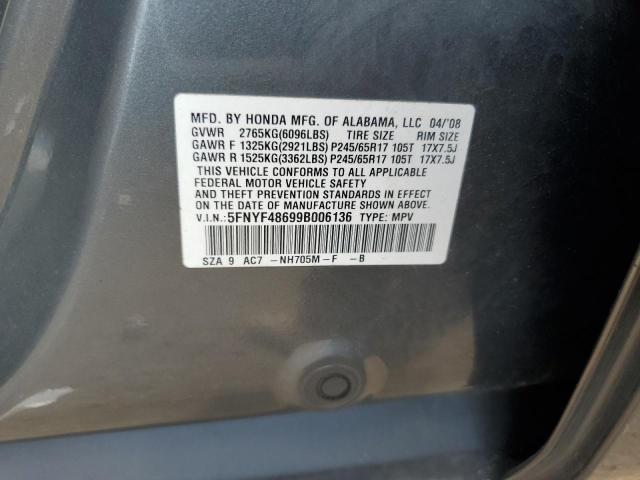 MFD. BY HONDA MFG. OF ALABAMA, LLC 04/'08
GVWR 2765KG(6096LBS) TIRE SIZE RIM SIZE
GAWR F 1325KG(2921LBS) P245/65R17 105T 17X7.5J
GAWR R 1525KG(3362LBS) P245/65R17 105T 17X7.5J
THIS VEHICLE CONFORMS TO ALL APPLICABLE
FEDERAL MOTOR VEHICLE SAFETY
AND THEFT PREVENTION STANDARDS IN EFFECT
ON THE DATE OF MANUFACTURE SHOWN ABOVE.
V.I.N.: 5FNYF48699B006136 TYPE: MPV
SZA 9 AC7 -NH705M-F -B